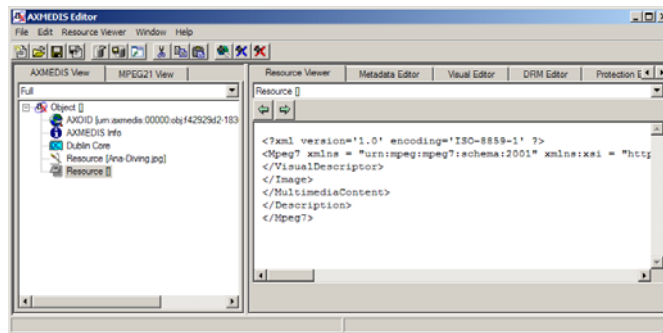 AXMEDIS Editor
File Edit Resource Viewer Window Help
AXMEDIS View MPEG21 View
Full
Object []
AXOID [urn:axmedis:00000:obj:f42929d2-183
AXMEDIS Info
Dublin Core
Resource [Ana-Diving.jpg]
Resource []
Resource Viewer Metadata Editor Visual Editor DRM Editor Protection E
Resource []
<?xml version='1.0' encoding='ISO-8859-1' ?>
<Mpeg7 xmlns = "urn:mpeg:mpeg7:schema:2001" xmlns:xsi = "http
</VisualDescriptor>
</Image>
</MultimediaContent>
</Description>
</Mpeg7>